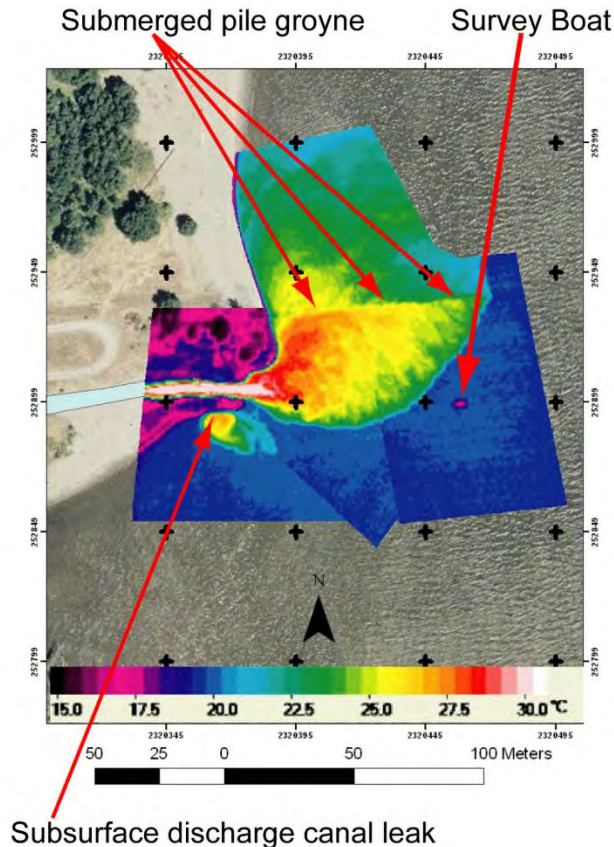 Submerged pile groyne
Survey Boat
2320395 2320445 2320495
252999
252949
252899
252849
252799
N
15.0 17.5 20.0 22.5 25.0 27.5 30.0 °C
2320345 2320395 2320445 2320495
50 25 0 50 100 Meters
Subsurface discharge canal leak